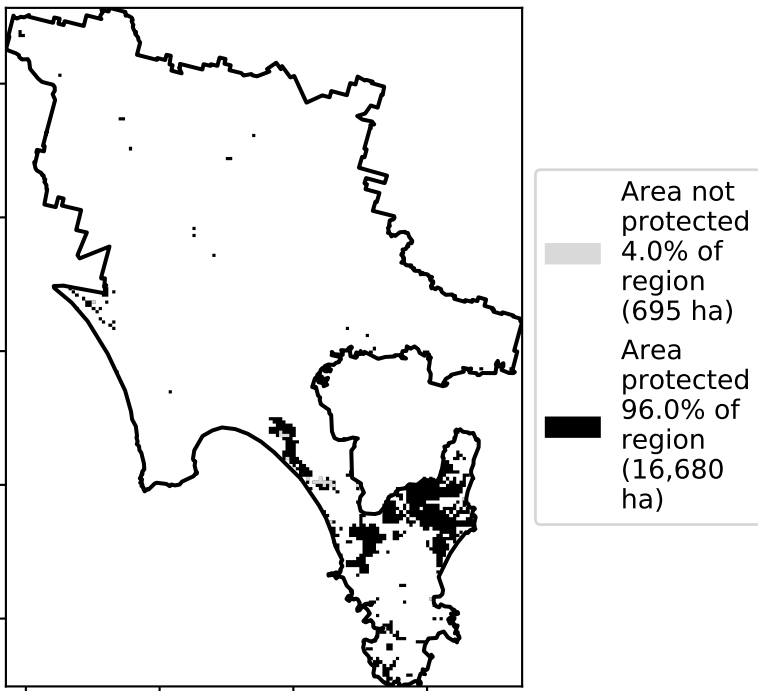 Area not
protected
4.0% of
region
(695 ha)
Area
protected
96.0% of
region
(16,680
ha)